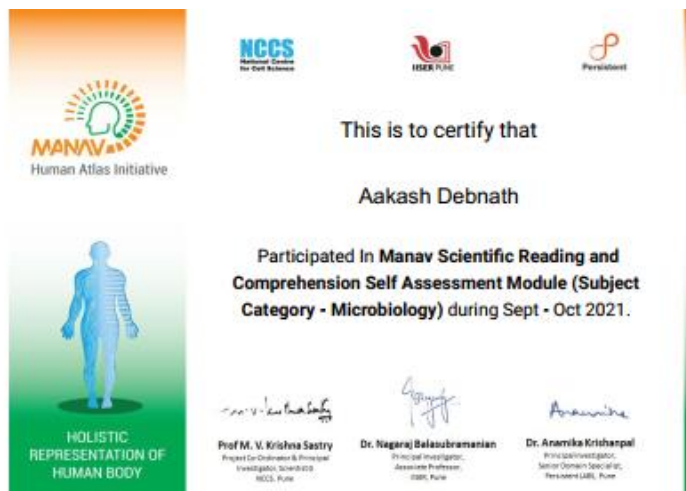 NCCS
National Centre
for Cell Science
IISER PUNE
Persistent
MANAV
Human Atlas Initiative
This is to certify that
Aakash Debnath
Participated In Manav Scientific Reading and
Comprehension Self Assessment Module (Subject
Category - Microbiology) during Sept - Oct 2021.
HOLISTIC
REPRESENTATION OF
HUMAN BODY
Prof M. V. Krishna Sastry
Project Co-Ordinator & Principal
Investigator, Scientist G
NCCS, Pune
Dr. Nagaraj Balasubramanian
Principal Investigator,
Associate Professor,
IISER, Pune
Dr. Anamika Krishanpal
Principal Investigator,
Senior Domain Specialist,
Persistent LABS, Pune